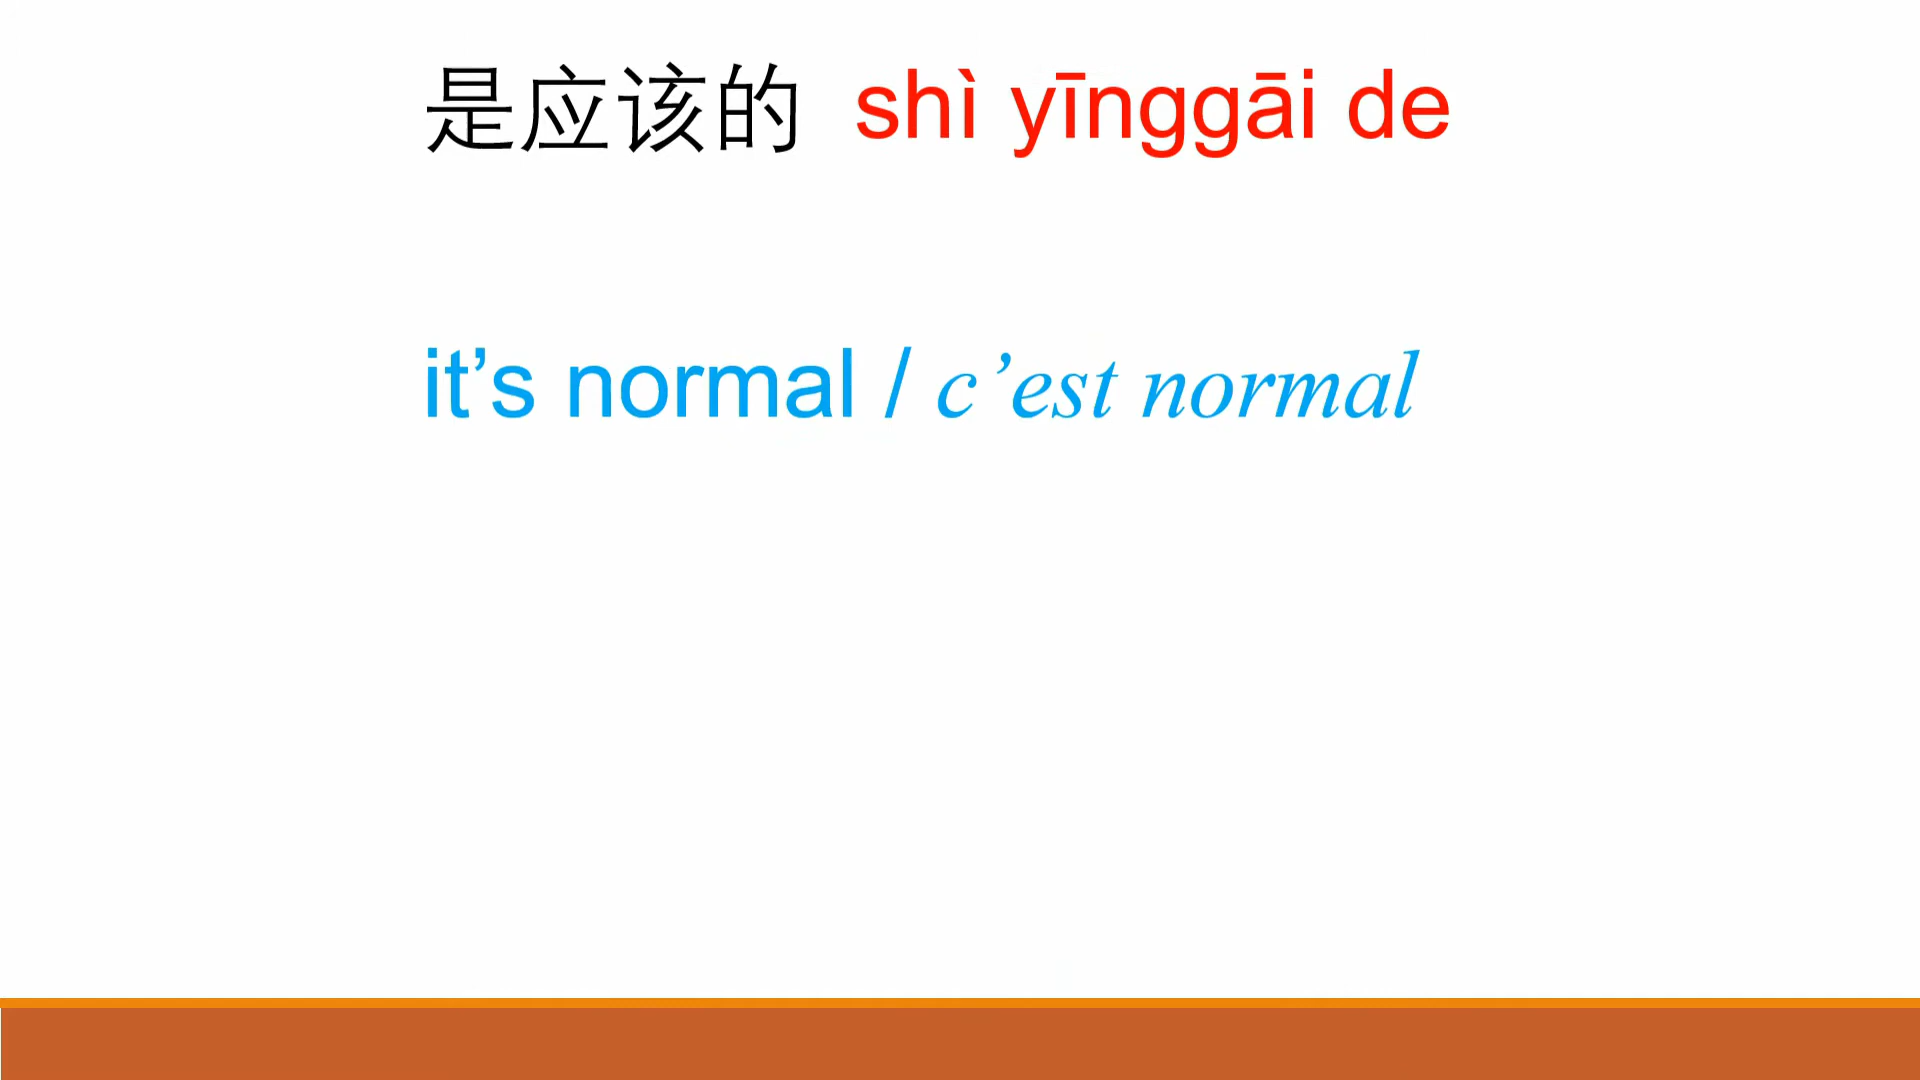 是应该的 shì yīnggāi de
it’s normal / c’est normal